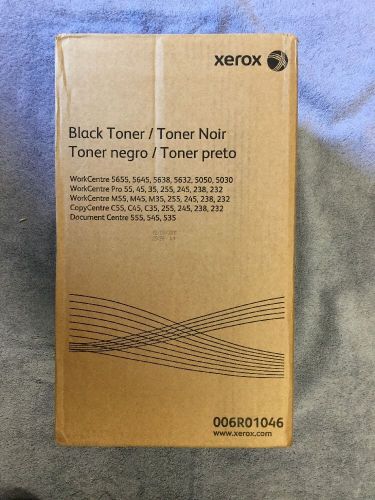 xerox
Black Toner / Toner Noir
Toner negro / Toner preto
WorkCentre 5655, 5645, 5638, 5632, 5050, 5030
WorkCentre Pro 55, 45, 35, 255, 245, 238, 232
WorkCentre M55, M45, M35, 255, 245, 238, 232
CopyCentre C55, C45, C35, 255, 245, 238, 232
Document Centre 555, 545, 535
006R01046
www.xerox.com